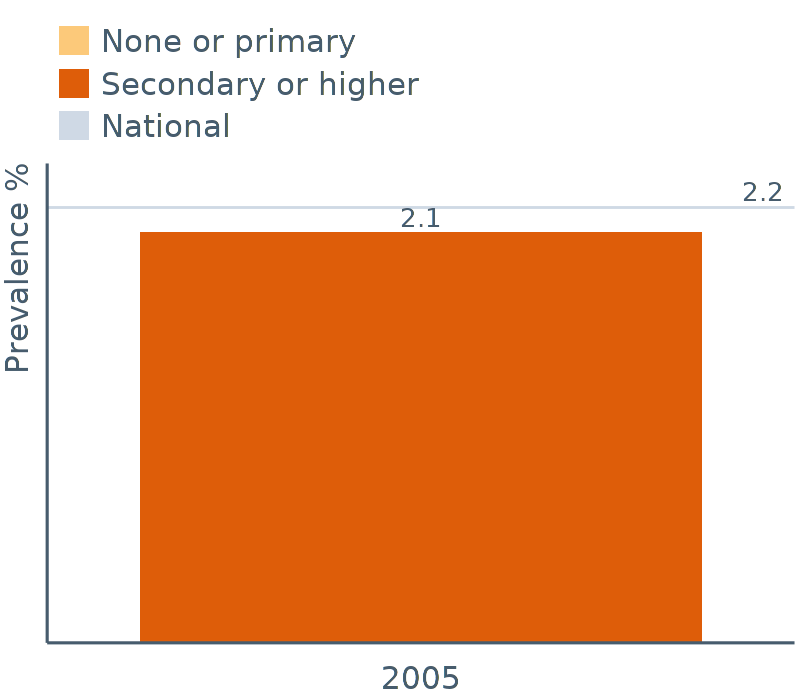 None or primary
Secondary or higher
National
Prevalence %
2.2
2.1
2005